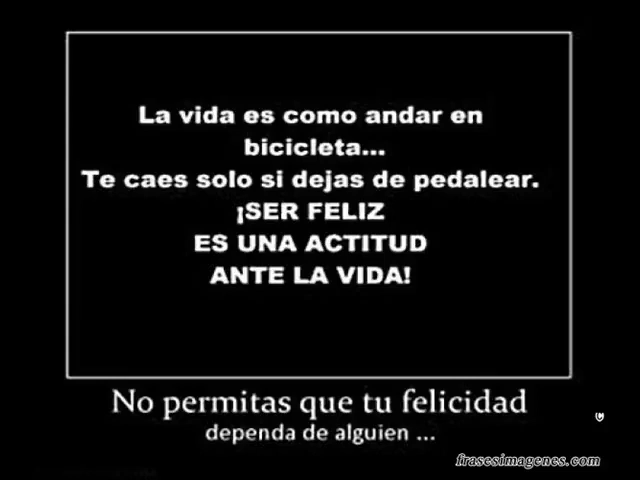 La vida es como andar en
bicicleta...
Te caes solo si dejas de pedalear.
¡SER FELIZ
ES UNA ACTITUD
ANTE LA VIDA!
No permitas que tu felicidad
dependa de alguien ...
frasesimagenes.com